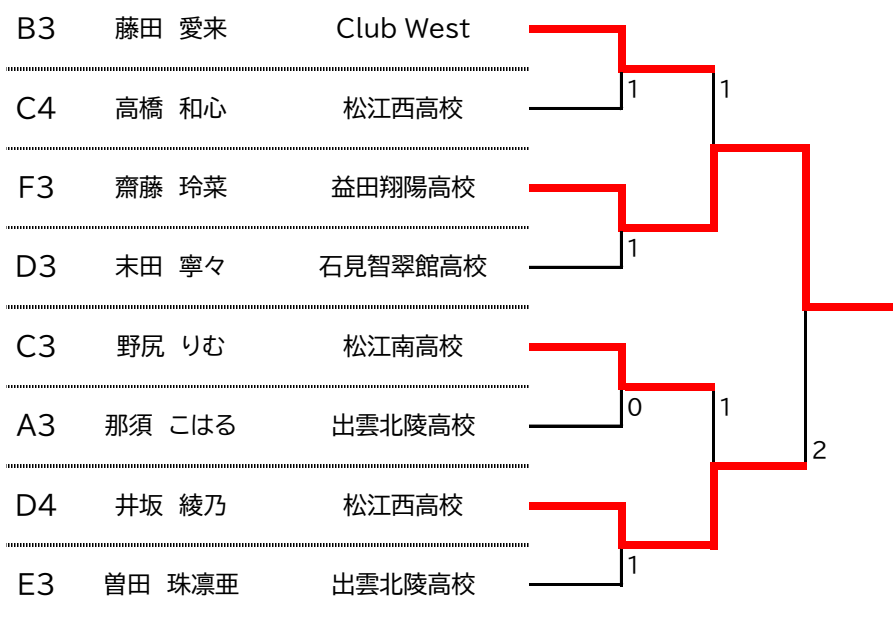 B3 藤田 愛来 Club West
1 1
C4 高橋 和心 松江西高校
F3 齋藤 玲菜 益田翔陽高校
1
D3 末田 寧々 石見智翠館高校
C3 野尻 りむ 松江南高校
0 1
A3 那須 こはる 出雲北陵高校
2
D4 井坂 綾乃 松江西高校
1
E3 曽田 珠凛亜 出雲北陵高校